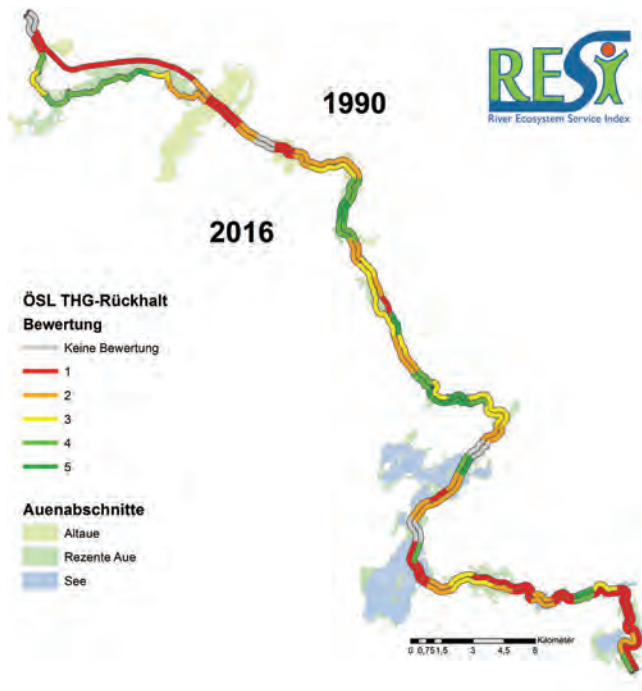 RESI
River Ecosystem Service Index
1990
2016
ÖSL THG-Rückhalt
Bewertung
Keine Bewertung
1
2
3
4
5
Auenabschnitte
Altaue
Rezente Aue
See
Kilometer
0 0,75 1,5 3 4,5 6